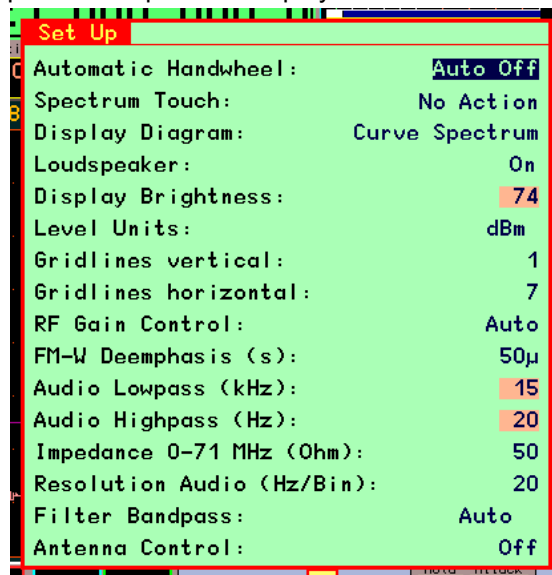 Set Up
Automatic Handwheel: Auto Off
Spectrum Touch: No Action
Display Diagram: Curve Spectrum
Loudspeaker: On
Display Brightness: 74
Level Units: dBm
Gridlines vertical: 1
Gridlines horizontal: 7
RF Gain Control: Auto
FM-W Deemphasis (s): 50µ
Audio Lowpass (kHz): 15
Audio Highpass (Hz): 20
Impedance 0-71 MHz (Ohm): 50
Resolution Audio (Hz/Bin): 20
Filter Bandpass: Auto
Antenna Control: Off